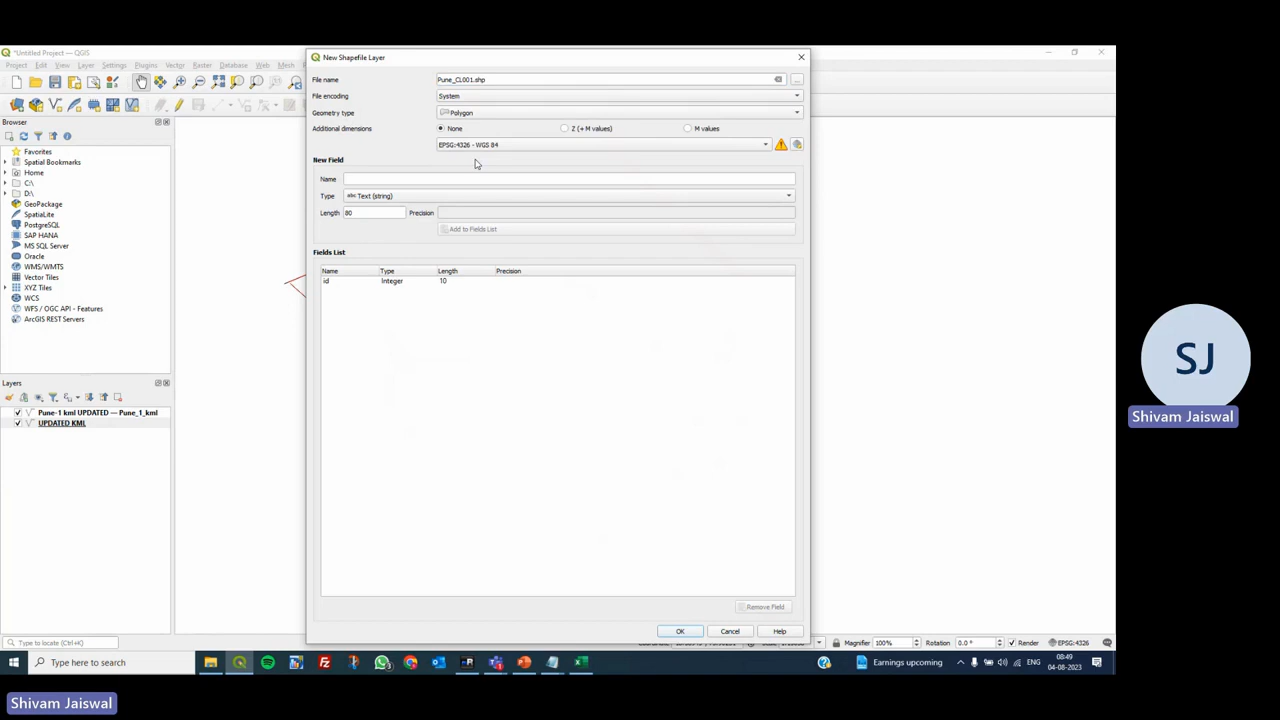 *Untitled Project — QGIS
Project Edit View Layer Settings Plugins Vector Raster Database Web Mesh
New Shapefile Layer
File name Pune_CL001.shp ...
File encoding System
Geometry type Polygon
Additional dimensions None Z (+ M values) M values
EPSG:4326 - WGS 84
New Field
Name
Type abc Text (string)
Length 80 Precision
Add to Fields List
Fields List
Name Type Length Precision
id Integer 10
Remove Field
OK Cancel Help
Browser
Favorites
Spatial Bookmarks
Home
C:\
D:\
GeoPackage
SpatiaLite
PostgreSQL
SAP HANA
MS SQL Server
Oracle
WMS/WMTS
Vector Tiles
XYZ Tiles
WCS
WFS / OGC API - Features
ArcGIS REST Servers
Layers
Pune-1 kml UPDATED — Pune_1_kml
UPDATED KML
Type to locate (Ctrl+K)
Magnifier 100% Rotation 0.0 ° Render EPSG:4326
Type here to search
Earnings upcoming
ENG
08:49
04-08-2023
SJ
Shivam Jaiswal
Shivam Jaiswal